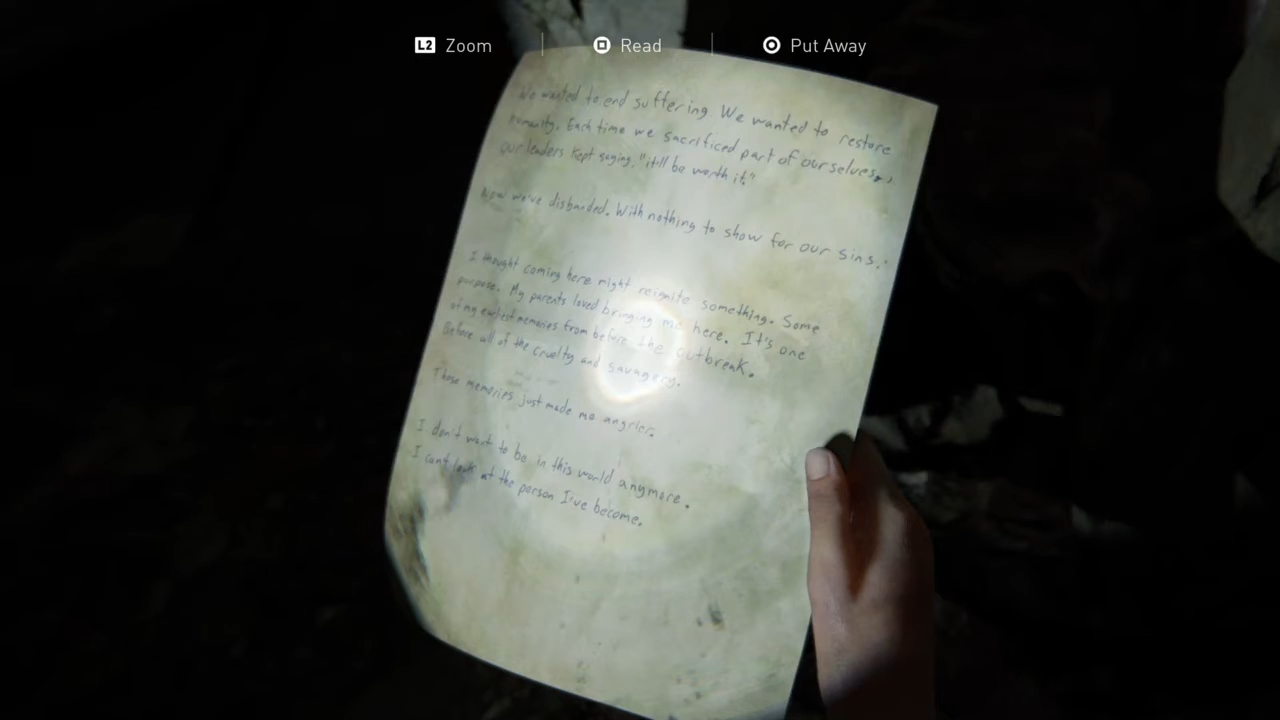 L2 Zoom | Read | Put Away
We wanted to end suffering. We wanted to restore
humanity. Each time we sacrificed part of ourselves,,
our leaders kept saying, "it'll be worth it."
Now we've disbanded. With nothing to show for our sins.
I thought coming here might reignite something. Some
purpose. My parents loved bringing me here. It's one
of my earliest memories from before the outbreak.
Before all of the cruelty and savagery.
Those memories just made me angrier.
I don't want to be in this world anymore.
I can't look at the person I've become.